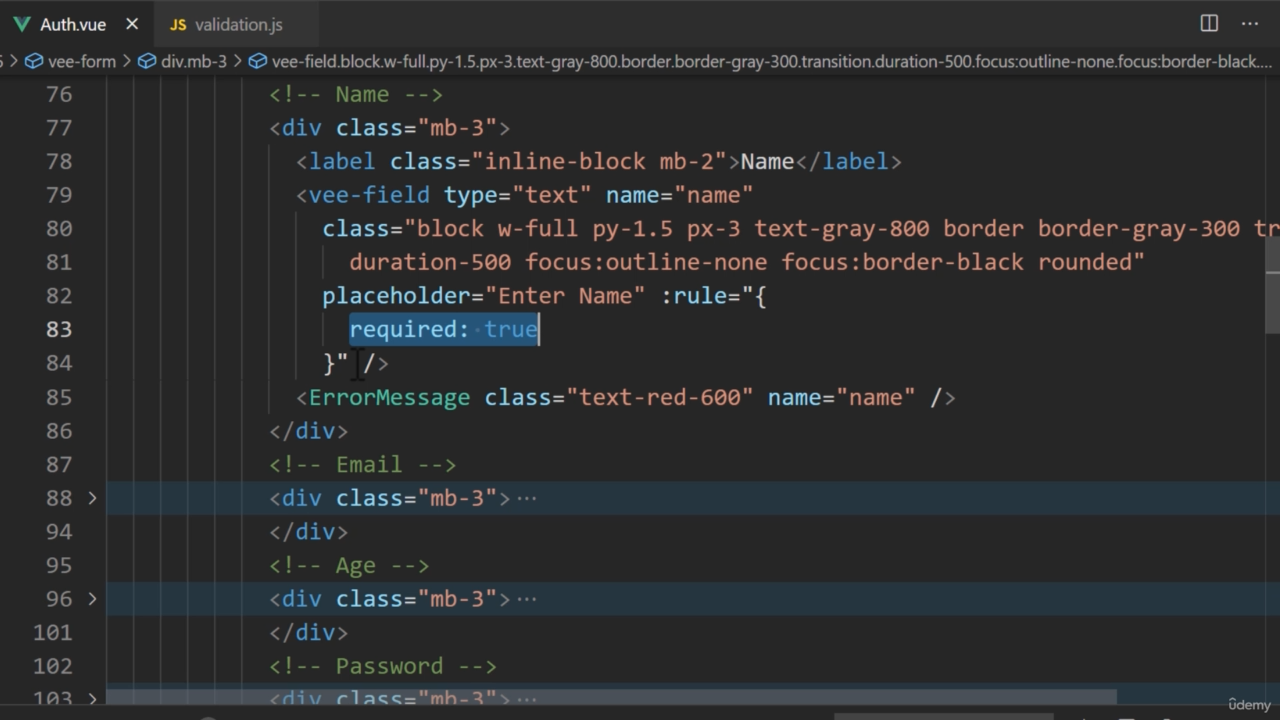 Auth.vue
JS validation.js
vee-form > div.mb-3 > vee-field.block.w-full.py-1.5.px-3.text-gray-800.border.border-gray-300.transition.duration-500.focus:outline-none.focus:border-black....
76 <!-- Name -->
77 <div class="mb-3">
78 <label class="inline-block mb-2">Name</label>
79 <vee-field type="text" name="name"
80 class="block w-full py-1.5 px-3 text-gray-800 border border-gray-300 tr
81 duration-500 focus:outline-none focus:border-black rounded"
82 placeholder="Enter Name" :rule="{
83 required: true
84 }" />
85 <ErrorMessage class="text-red-600" name="name" />
86 </div>
87 <!-- Email -->
88 <div class="mb-3">...
94 </div>
95 <!-- Age -->
96 <div class="mb-3">...
101 </div>
102 <!-- Password -->
103 <div class="mb-3">...
ûdemy